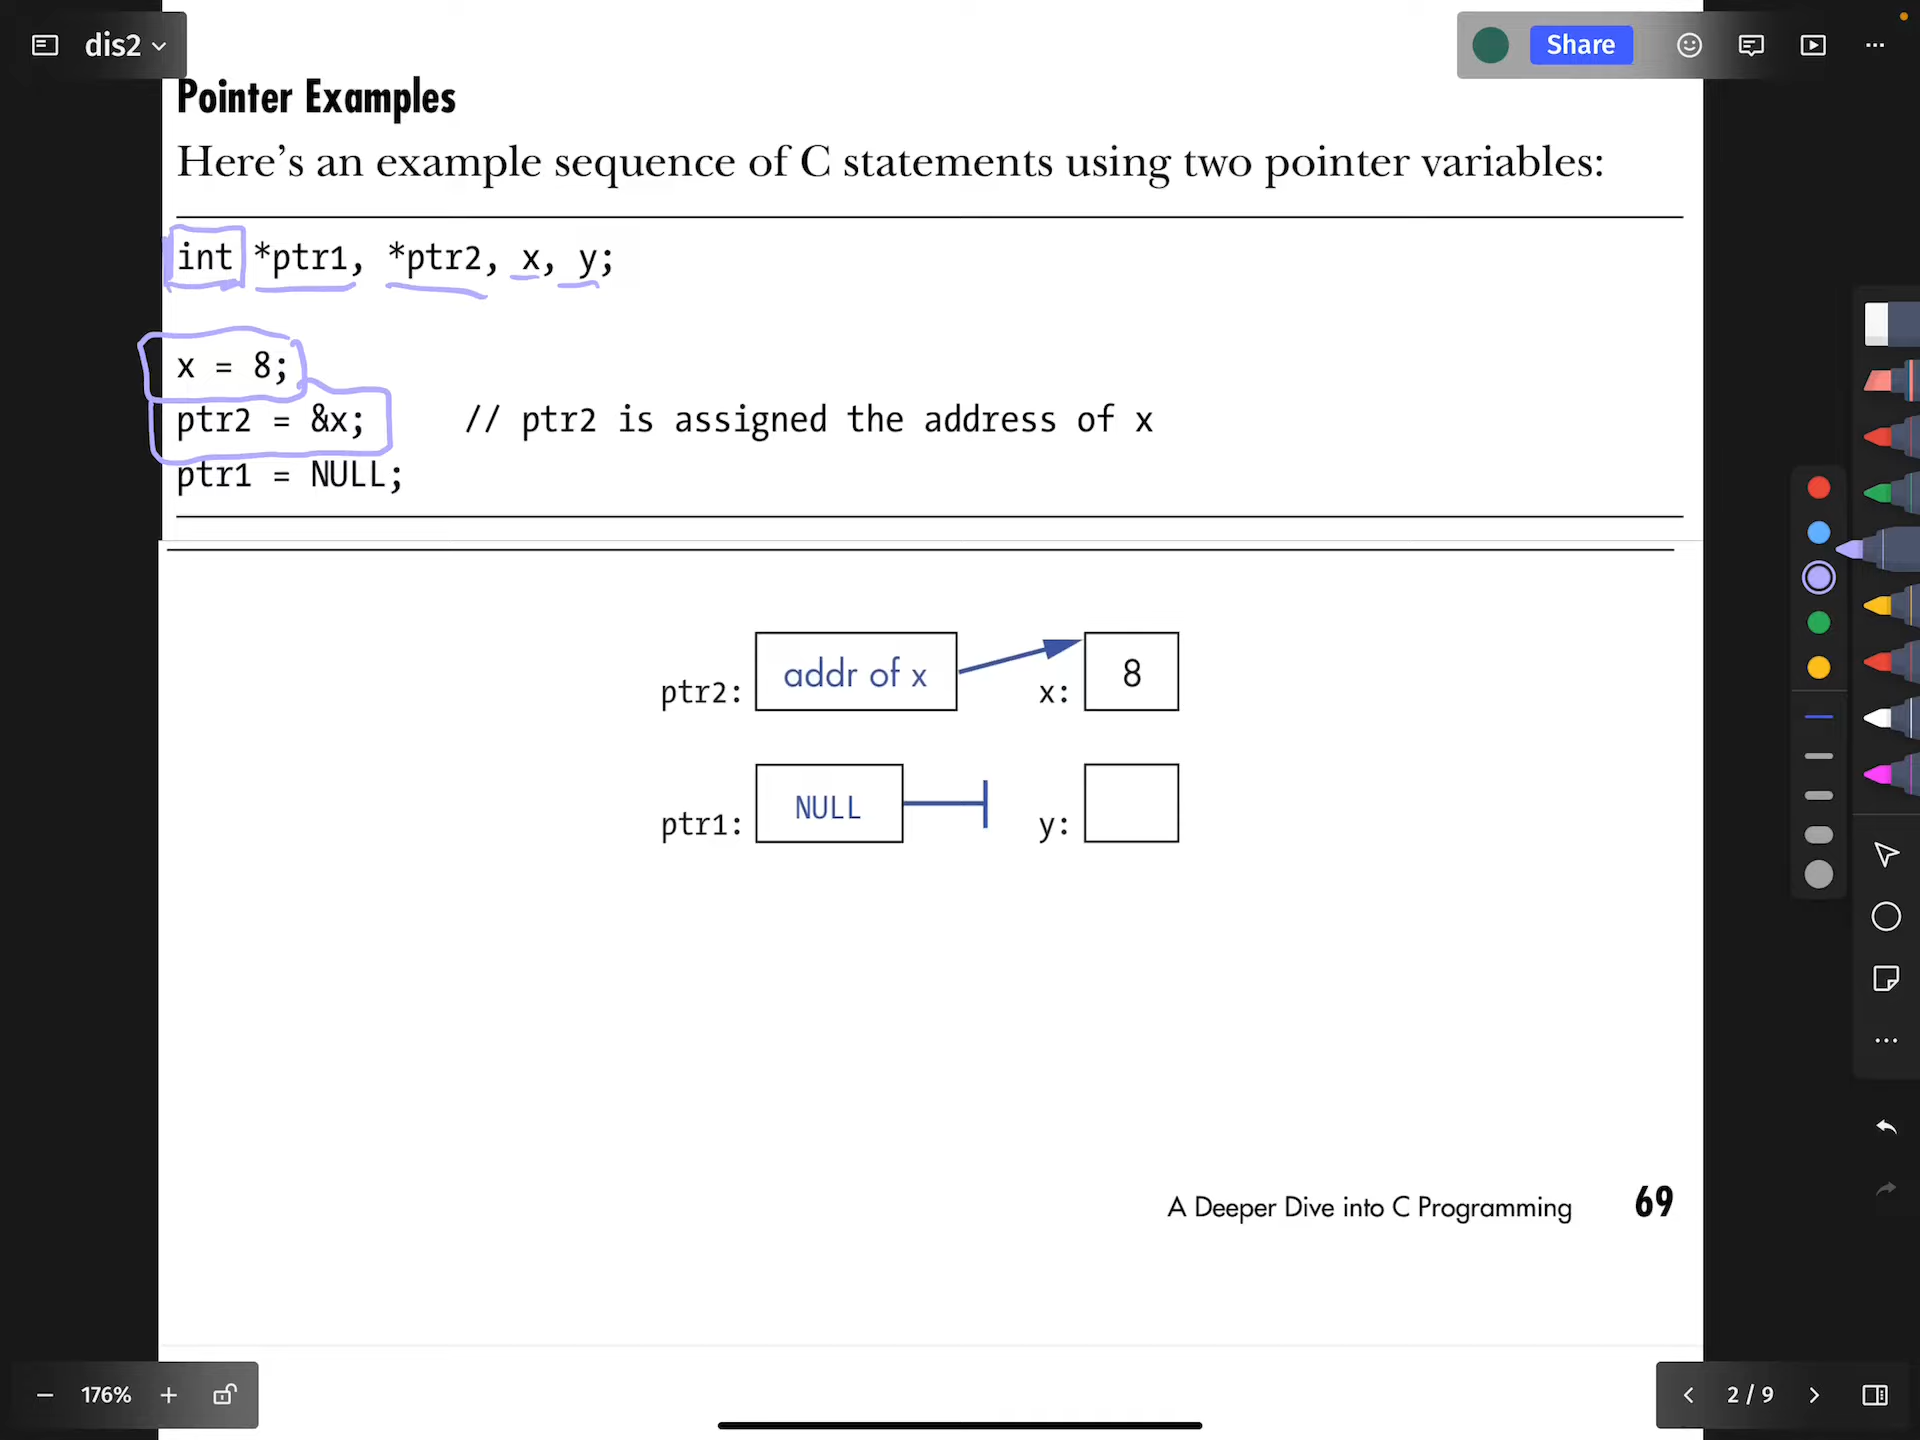 dis2
Share
Pointer Examples
Here's an example sequence of C statements using two pointer variables:
int *ptr1, *ptr2, x, y;
x = 8;
ptr2 = &x; // ptr2 is assigned the address of x
ptr1 = NULL;
ptr2: addr of x x: 8
ptr1: NULL y:
A Deeper Dive into C Programming 69
176%
2 / 9